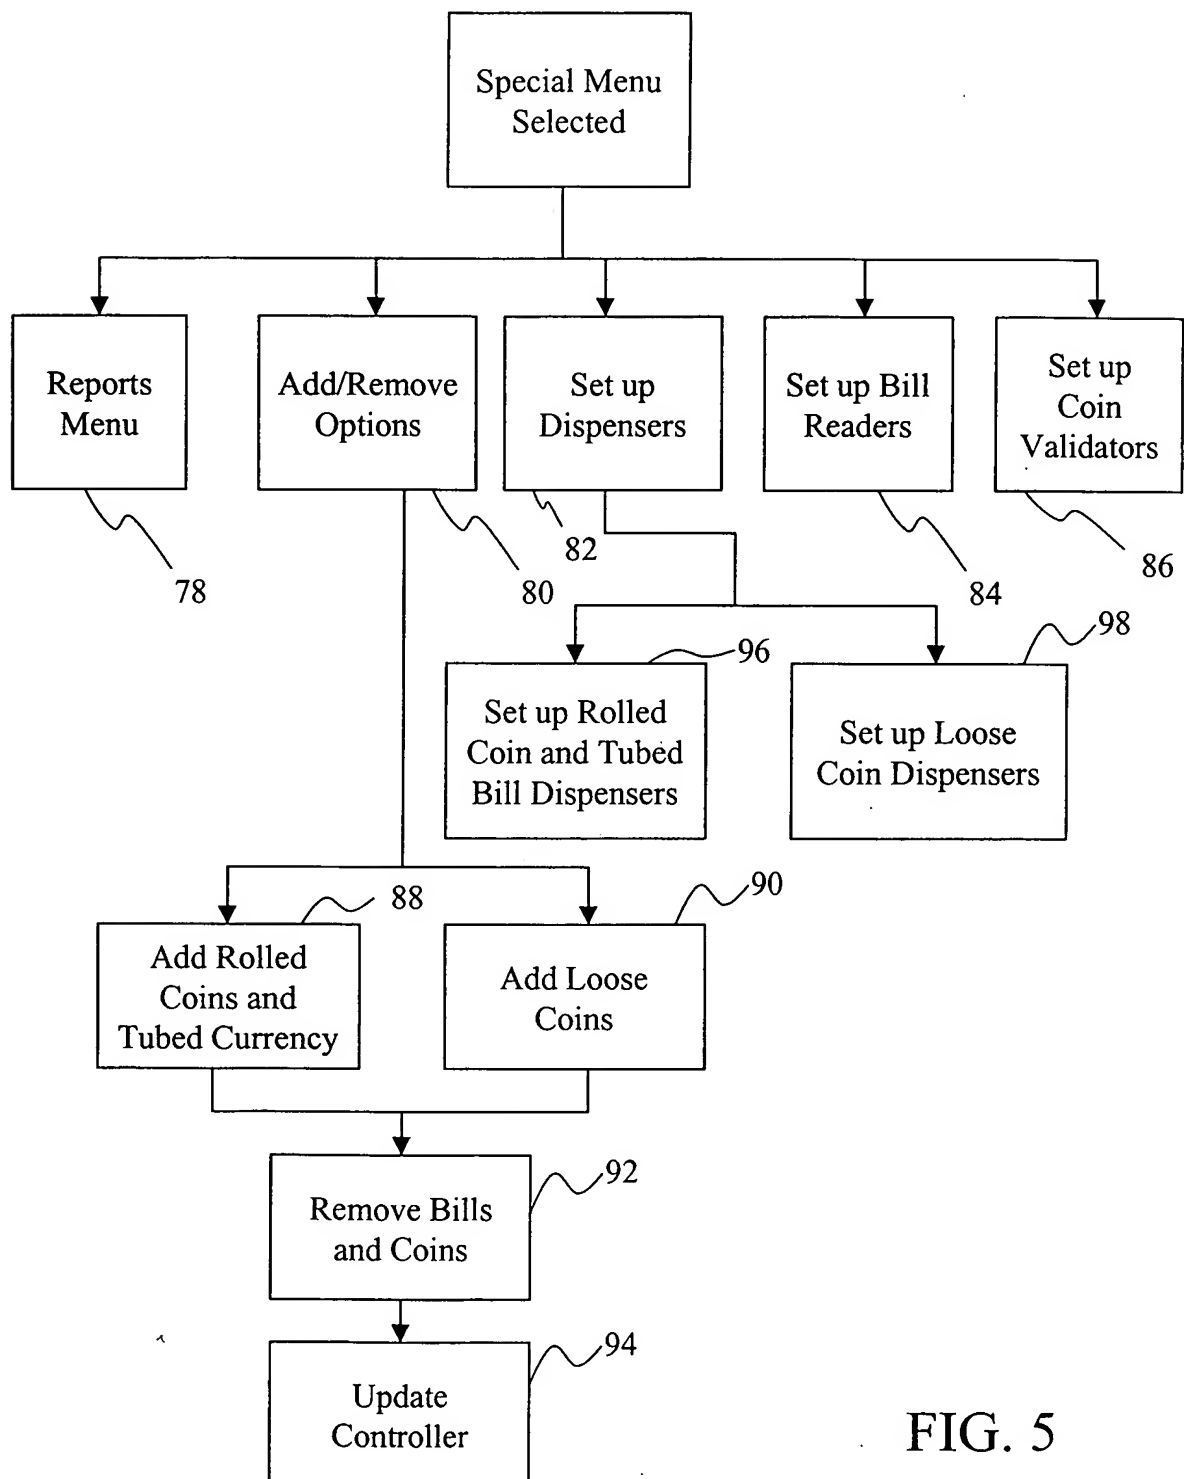 Special Menu
Selected
Reports
Menu
Add/Remove
Options
Set up
Dispensers
Set up Bill
Readers
Set up
Coin
Validators
78
80
82
84
86
96
98
Set up Rolled
Coin and Tubed
Bill Dispensers
Set up Loose
Coin Dispensers
88
90
Add Rolled
Coins and
Tubed Currency
Add Loose
Coins
92
Remove Bills
and Coins
94
Update
Controller
FIG. 5